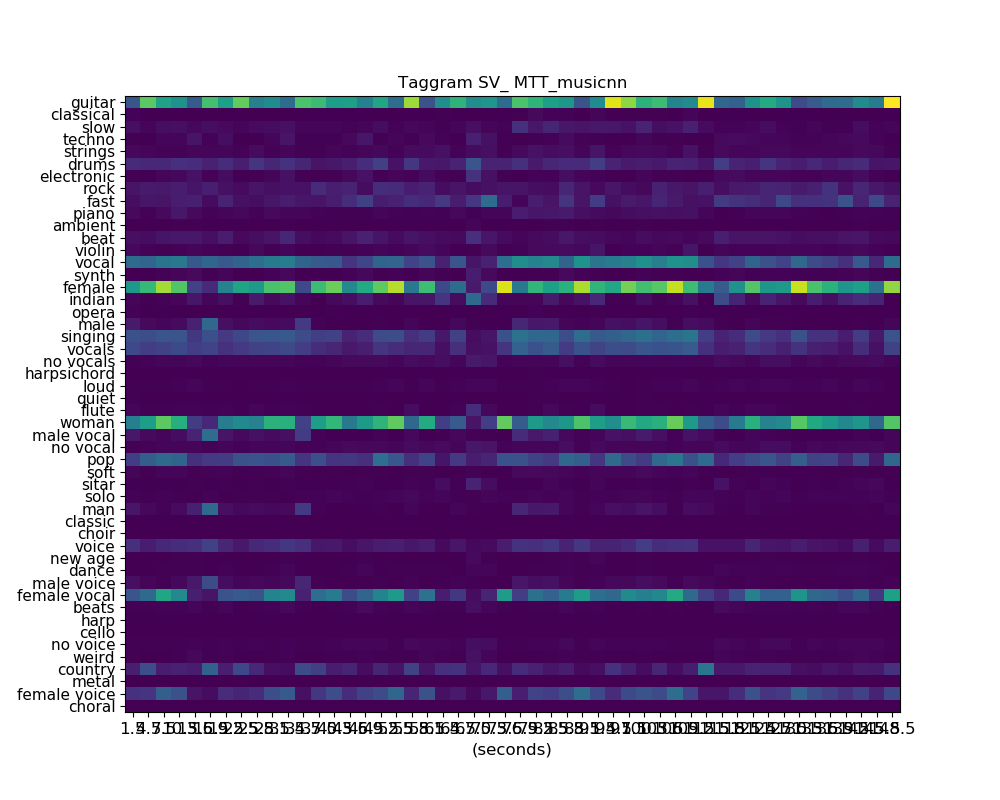 Taggram SV_ MTT_musicnn
guitar
classical
slow
techno
strings
drums
electronic
rock
fast
piano
ambient
beat
violin
vocal
synth
female
indian
opera
male
singing
vocals
no vocals
harpsichord
loud
quiet
flute
woman
male vocal
no vocal
pop
soft
sitar
solo
man
classic
choir
voice
new age
dance
male voice
female vocal
beats
harp
cello
no voice
weird
country
metal
female voice
choral
(seconds)